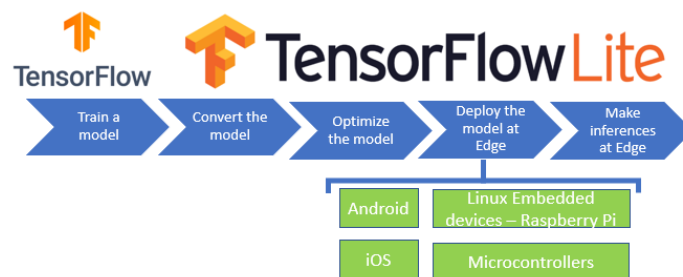 TensorFlow
TensorFlow Lite
Train a
model
Convert the
model
Optimize
the model
Deploy the
model at
Edge
Make
inferences
at Edge
Android
Linux Embedded
devices – Raspberry Pi
iOS
Microcontrollers